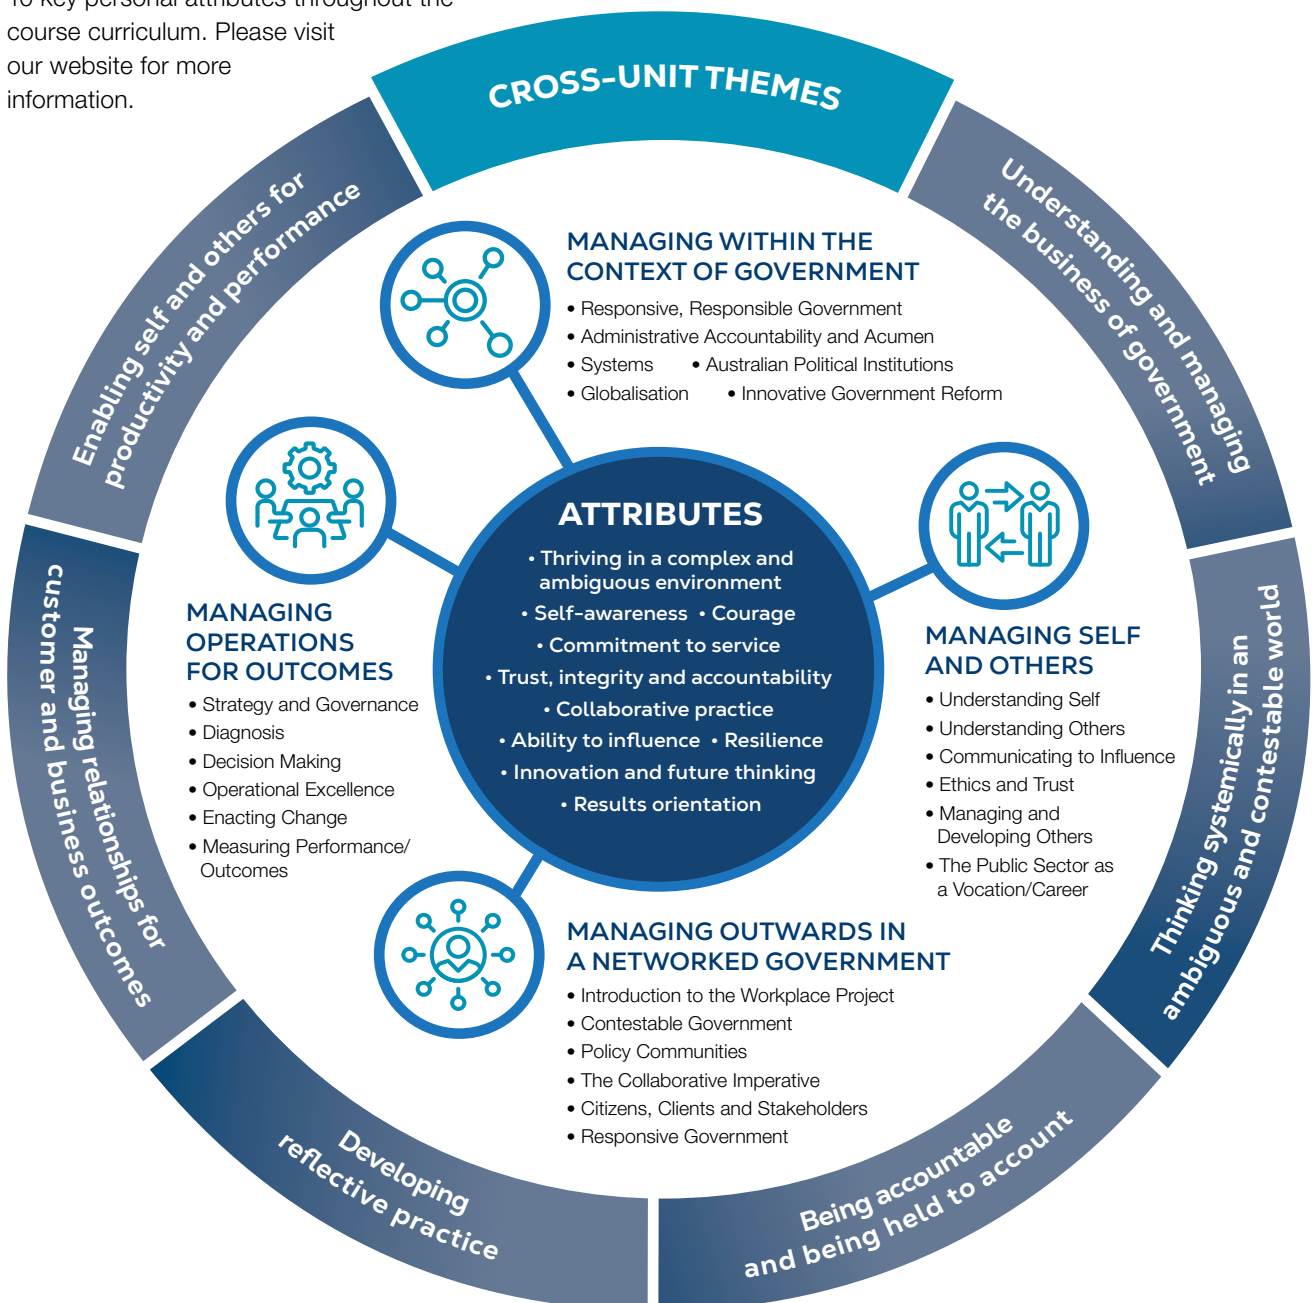 10 key personal attributes throughout the
course curriculum. Please visit
our website for more
information.
CROSS-UNIT THEMES
Understanding and managing
the business of government
Thinking systemically in an
ambiguous and contestable world
Being accountable
and being held to account
Developing
reflective practice
Managing relationships for
customer and business outcomes
Enabling self and others for
productivity and performance
MANAGING WITHIN THE
CONTEXT OF GOVERNMENT
• Responsive, Responsible Government
• Administrative Accountability and Acumen
• Systems • Australian Political Institutions
• Globalisation • Innovative Government Reform
ATTRIBUTES
• Thriving in a complex and
ambiguous environment
• Self-awareness • Courage
• Commitment to service
• Trust, integrity and accountability
• Collaborative practice
• Ability to influence • Resilience
• Innovation and future thinking
• Results orientation
MANAGING
OPERATIONS
FOR OUTCOMES
• Strategy and Governance
• Diagnosis
• Decision Making
• Operational Excellence
• Enacting Change
• Measuring Performance/
Outcomes
MANAGING SELF
AND OTHERS
• Understanding Self
• Understanding Others
• Communicating to Influence
• Ethics and Trust
• Managing and
Developing Others
• The Public Sector as
a Vocation/Career
MANAGING OUTWARDS IN
A NETWORKED GOVERNMENT
• Introduction to the Workplace Project
• Contestable Government
• Policy Communities
• The Collaborative Imperative
• Citizens, Clients and Stakeholders
• Responsive Government